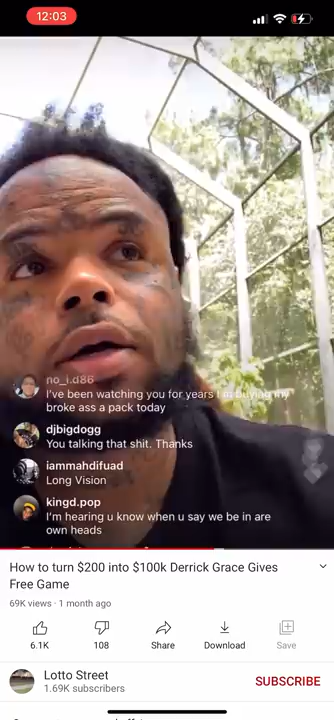 12:03
no_i.d86
I've been watching you for years I'm buying my
broke ass a pack today
djbigdogg
You talking that shit. Thanks
iammahdifuad
Long Vision
kingd.pop
I'm hearing u know when u say we be in are
own heads
How to turn $200 into $100k Derrick Grace Gives
Free Game
69K views · 1 month ago
6.1K
108
Share
Download
Save
Lotto Street
1.69K subscribers
SUBSCRIBE